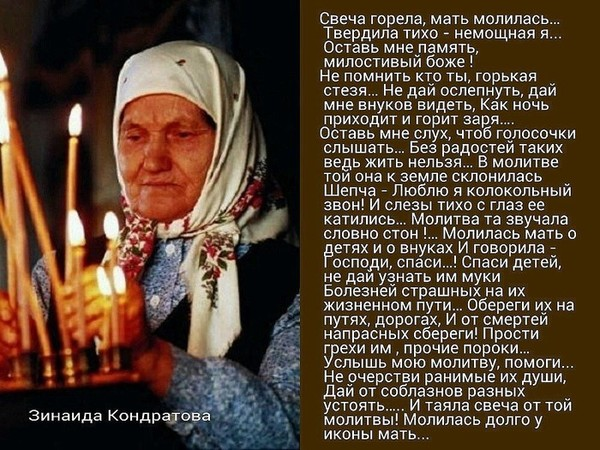 Свеча горела, мать молилась...
Твердила тихо - немощная я...
Оставь мне память,
милостивый боже !
Не помнить кто ты, горькая
стезя... Не дай ослепнуть, дай
мне внуков видеть, Как ночь
приходит и горит заря....
Оставь мне слух, чтоб голосочки
слышать... Без радостей таких
ведь жить нельзя... В молитве
той она к земле склонилась
Шепча - Люблю я колокольный
звон! И слезы тихо с глаз ее
катились... Молитва та звучала
словно стон !... Молилась мать о
детях и о внуках И говорила -
Господи, спаси...! Спаси детей,
не дай узнать им муки
Болезней страшных на их
жизненном пути... Обереги их на
путях, дорогах, И от смертей
напрасных сбереги! Прости
грехи им , прочие пороки...
Услышь мою молитву, помоги...
Не очерстви ранимые их души,
Дай от соблазнов разных
устоять..... И таяла свеча от той
молитвы! Молилась долго у
иконы мать...
Зинаида Кондратова